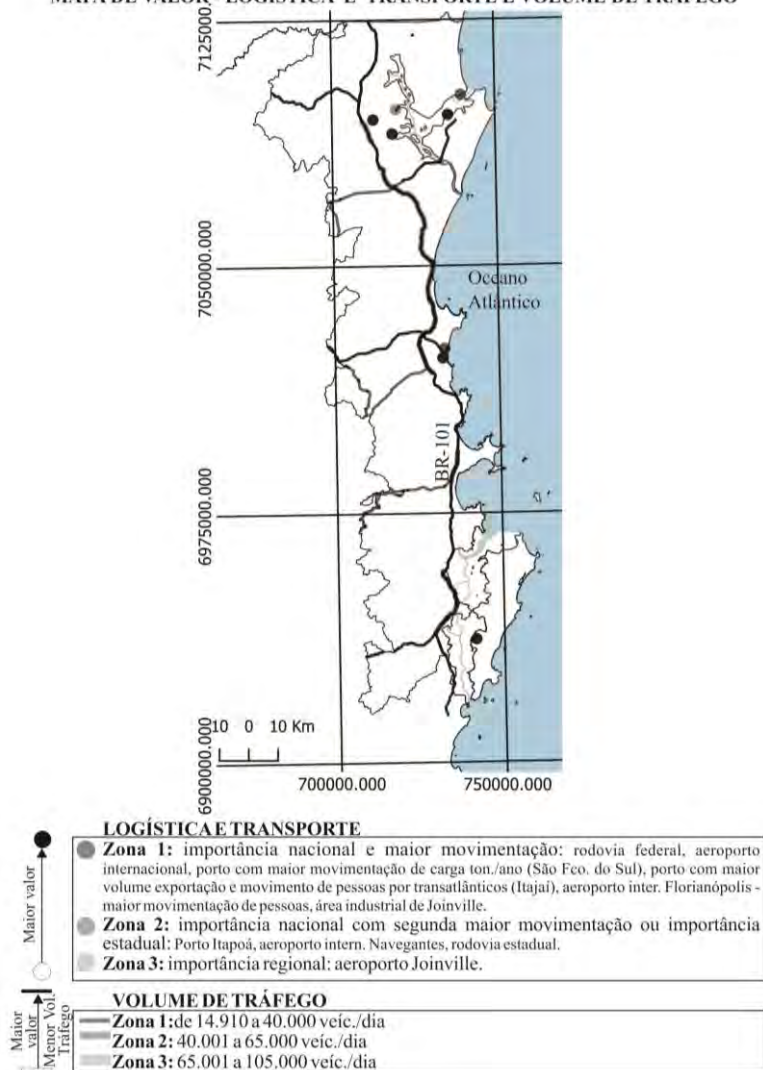 MAPA DE VALOR - LOGÍSTICA E TRANSPORTE E VOLUME DE TRÁFEGO
7125000.000
7050000.000
Oceano
Atlântico
BR-101
6975000.000
6900000.000
10 0 10 Km
700000.000 750000.000
LOGÍSTICA E TRANSPORTE
Maior valor
Zona 1: importância nacional e maior movimentação: rodovia federal, aeroporto
internacional, porto com maior movimentação de carga ton./ano (São Fco. do Sul), porto com maior
volume exportação e movimento de pessoas por transatlânticos (Itajaí), aeroporto inter. Florianópolis -
maior movimentação de pessoas, área industrial de Joinville.
Zona 2: importância nacional com segunda maior movimentação ou importância
estadual: Porto Itapoá, aeroporto intern. Navegantes, rodovia estadual.
Zona 3: importância regional: aeroporto Joinville.
VOLUME DE TRÁFEGO
Maior
valor
Menor Vol.
Tráfego
Zona 1:de 14.910 a 40.000 veíc./dia
Zona 2: 40.001 a 65.000 veíc./dia
Zona 3: 65.001 a 105.000 veíc./dia